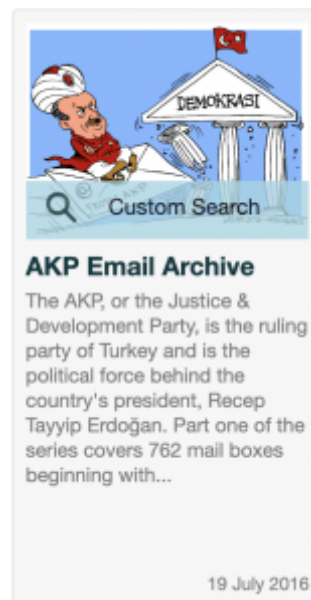 DEMOKRASI
Custom Search
AKP Email Archive
The AKP, or the Justice &
Development Party, is the ruling
party of Turkey and is the
political force behind the
country's president, Recep
Tayyip Erdoğan. Part one of the
series covers 762 mail boxes
beginning with...
19 July 2016